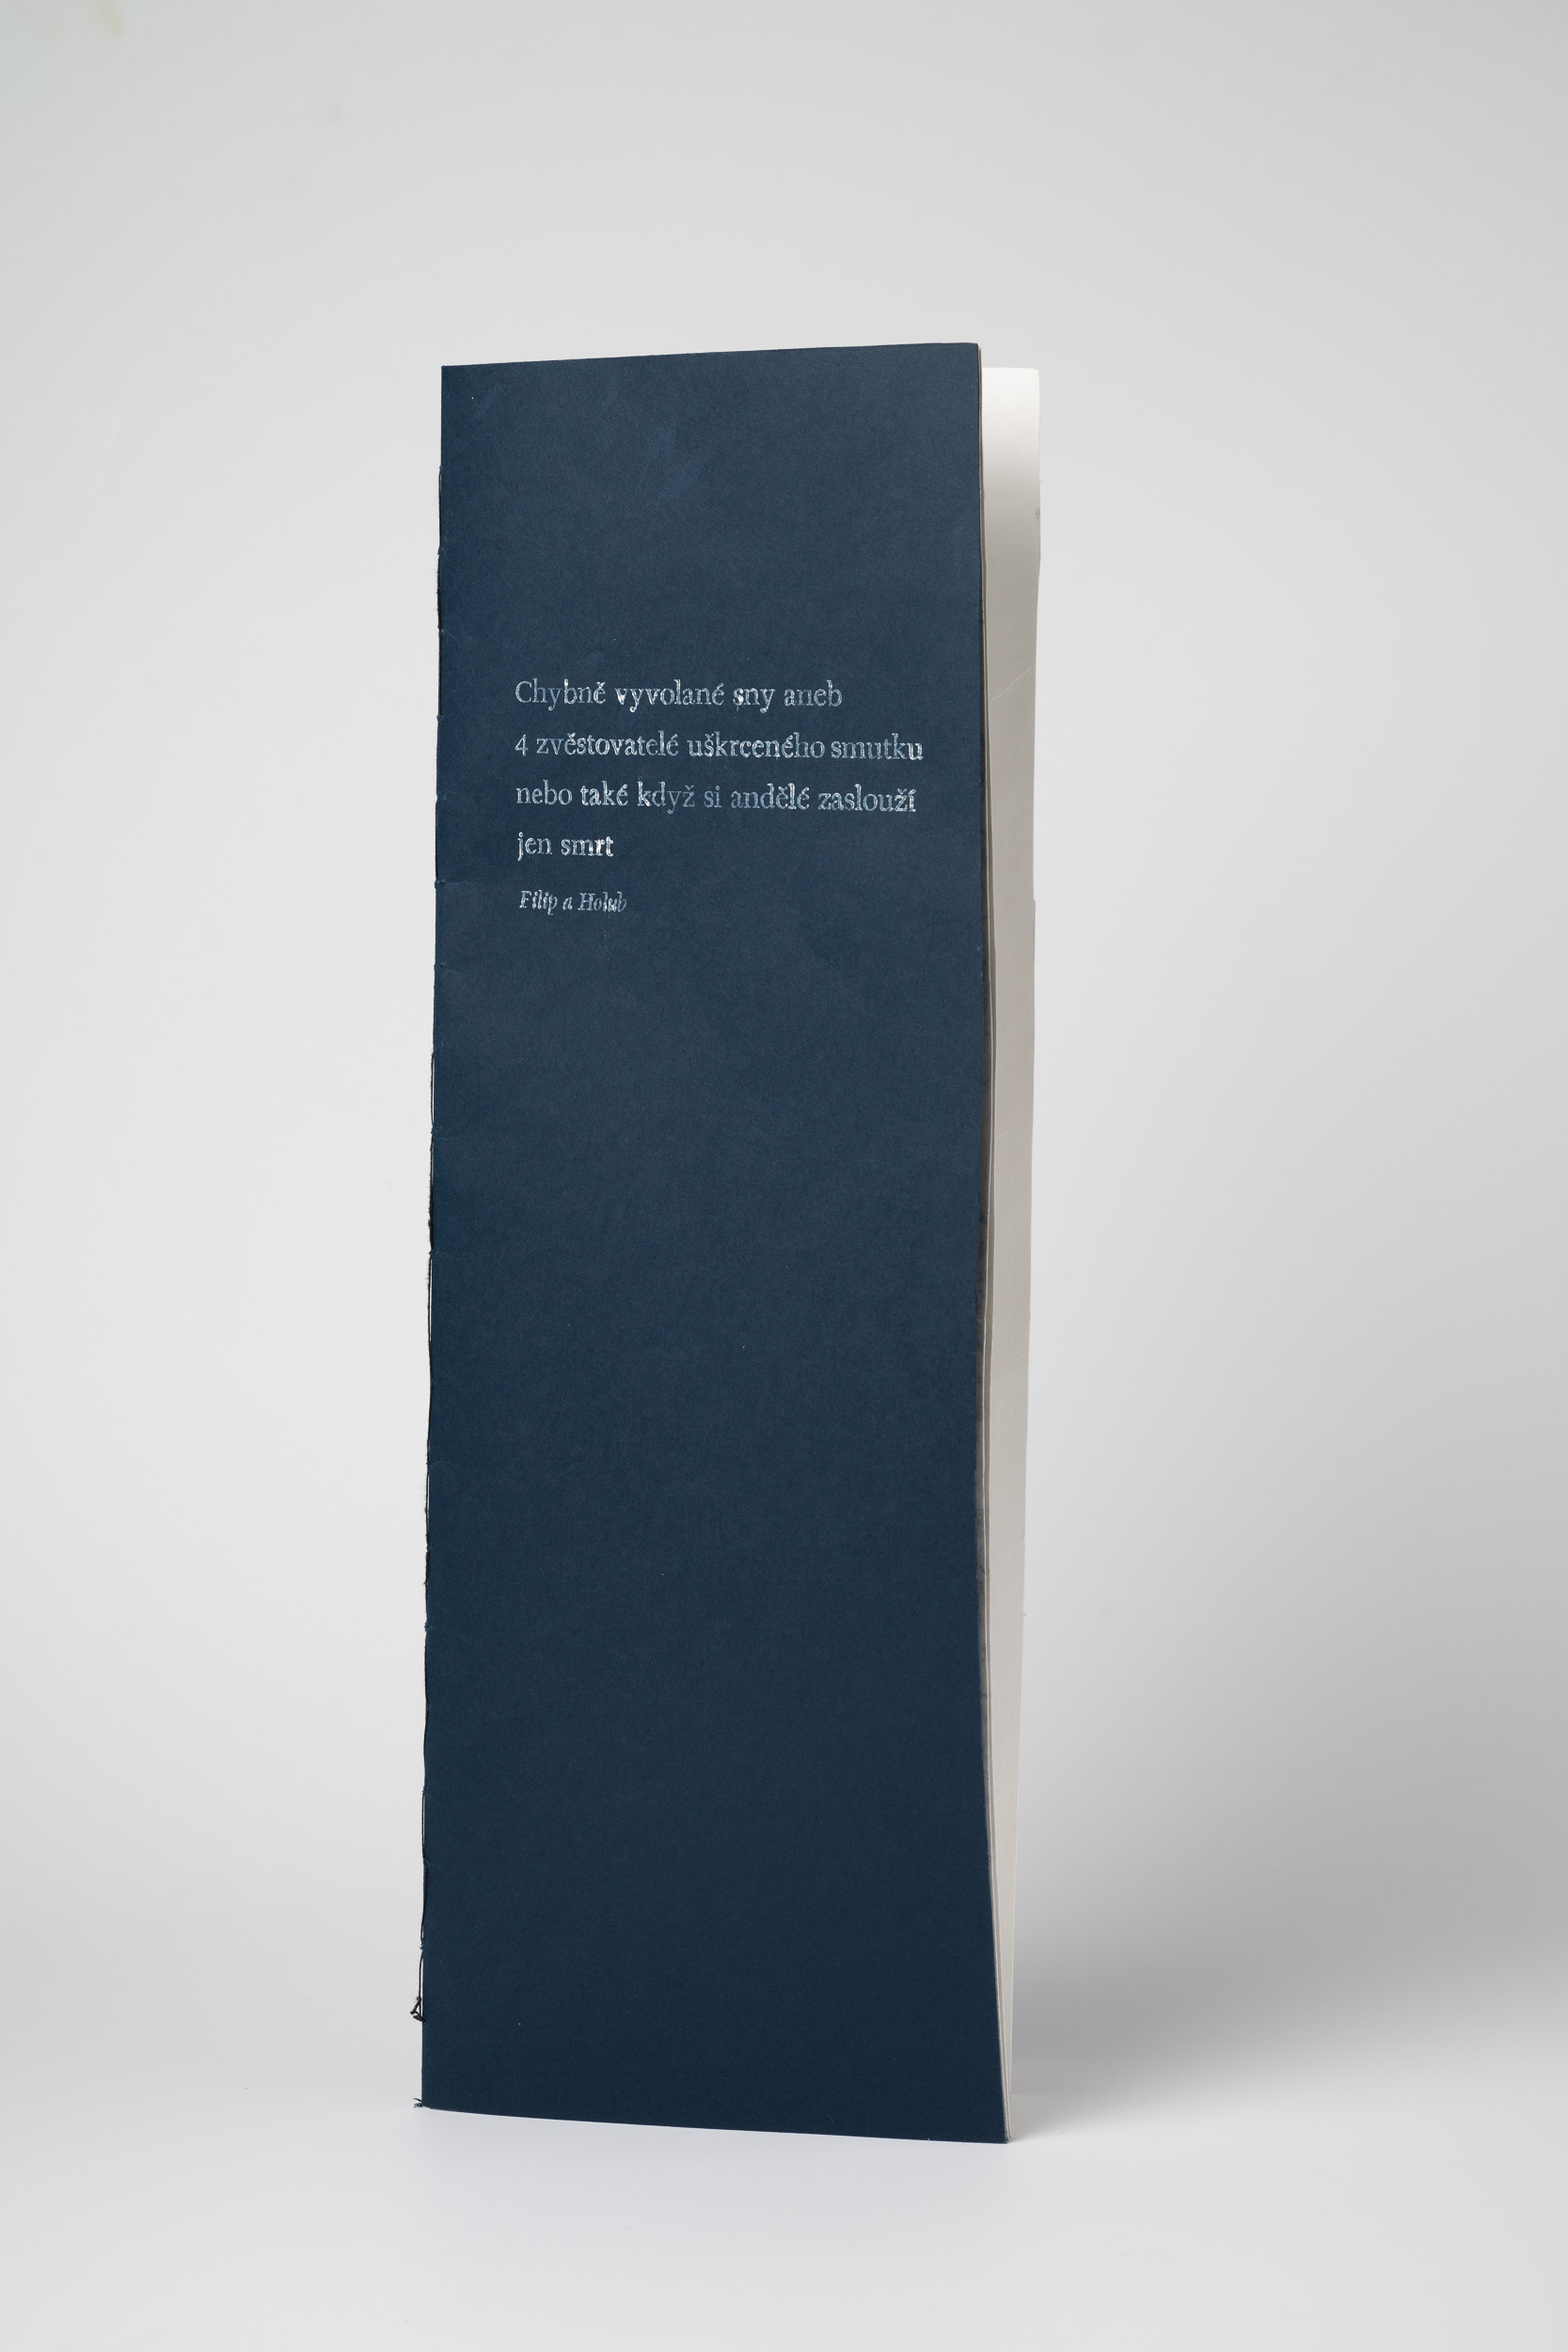 Chybně vyvolané sny aneb
4 zvěstovatelé uškrceného smutku
nebo také když si andělé zaslouží
jen smrt
Filip a Holub